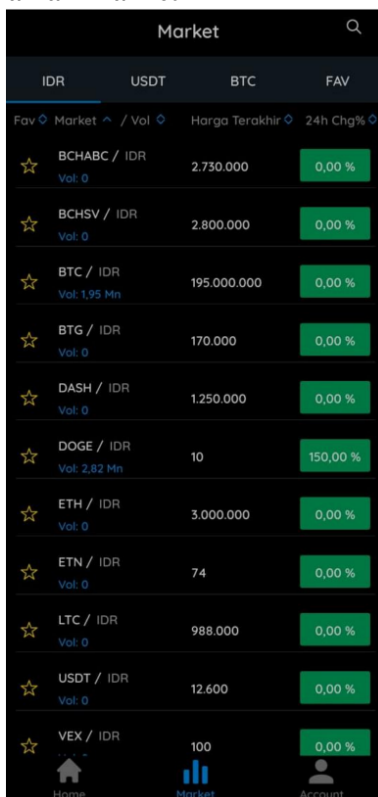 Market
IDR USDT BTC FAV
Fav Market / Vol Harga Terakhir 24h Chg%
BCHABC / IDR 2.730.000 0,00 %
Vol: 0
BCHSV / IDR 2.800.000 0,00 %
Vol: 0
BTC / IDR 195.000.000 0,00 %
Vol: 1,95 Mn
BTG / IDR 170.000 0,00 %
Vol: 0
DASH / IDR 1.250.000 0,00 %
Vol: 0
DOGE / IDR 10 150,00 %
Vol: 2,82 Mn
ETH / IDR 3.000.000 0,00 %
Vol: 0
ETN / IDR 74 0,00 %
Vol: 0
LTC / IDR 988.000 0,00 %
Vol: 0
USDT / IDR 12.600 0,00 %
Vol: 0
VEX / IDR 100 0,00 %
Home Market Account